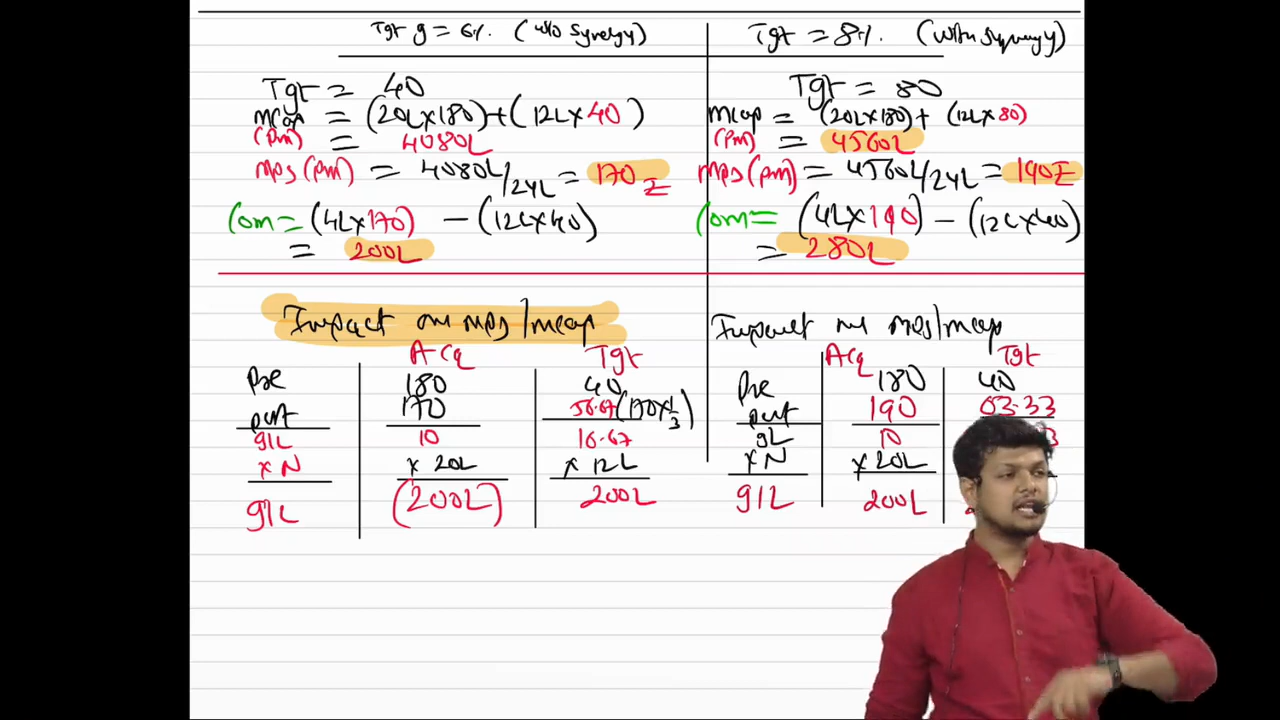 Tgt g = 6%. (w/o Synergy)
Tgt = 40
mcap = (20L×180)+(12L×40)
(Pm) = 4080L
MPS(Pm) = 4080L/24L = 170
Com = (4L×170) - (12L×40)
= 200L
Impact on MPS/mcap
Acq Tgt
Pre 180 40
post 170 56.67 (170×1/3)
g/L 10 16.67
×N × 20L × 12L
g/L (200L) 200L
Tgt = 8%. (with synergy)
Tgt = 80
mcap = (20L×180)+(12L×80)
(Pm) = 4560L
MPS(Pm) = 4560L/24L = 190
Com = (4L×190) - (12L×40)
= 280L
Impact on MPS/mcap
Acq Tgt
Pre 180 40
post 190 63.33
g/L 10
×N ×20L
g/L 200L